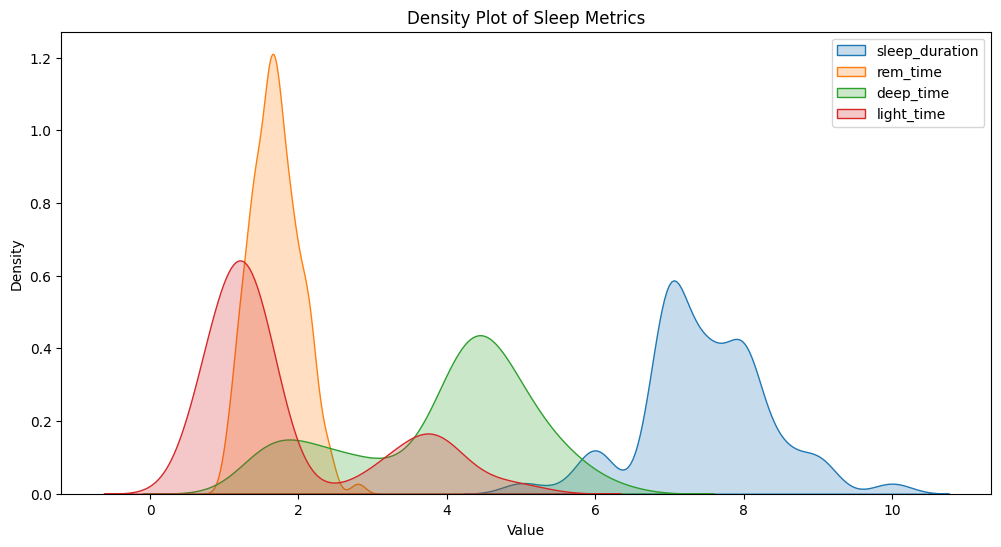 Density Plot of Sleep Metrics
sleep_duration
rem_time
deep_time
light_time
Density
1.2
1.0
0.8
0.6
0.4
0.2
0.0
0 2 4 6 8 10
Value